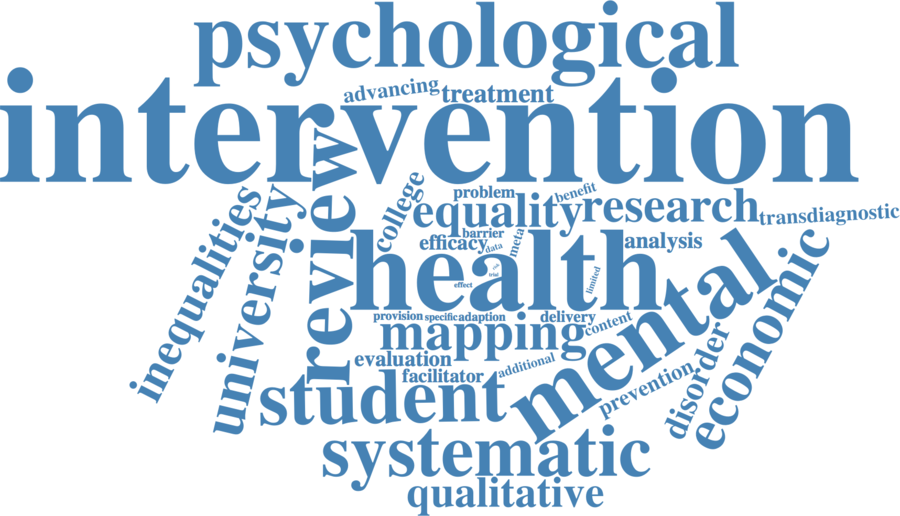 psychological
advancing
treatment
intervention
problem
benefit
college
equality
research
transdiagnostic
barrier
efficacy
meta
analysis
data
inequalities
university
review
health
trial
effect
limited
mental
economic
provision
specific
adaption
delivery
content
mapping
evaluation
additional
facilitator
student
prevention
disorder
systematic
qualitative